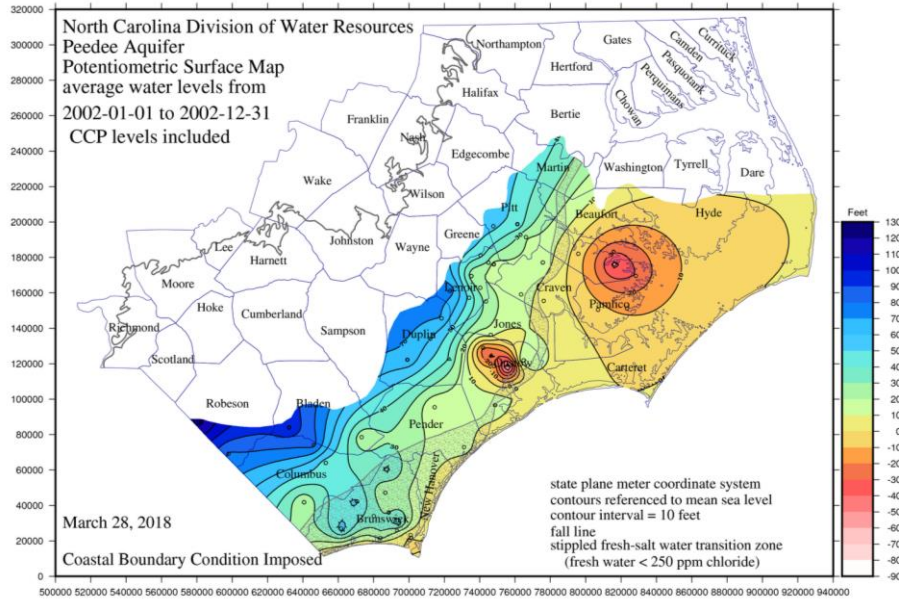 North Carolina Division of Water Resources
Peedee Aquifer
Potentiometric Surface Map
average water levels from
2002-01-01 to 2002-12-31
CCP levels included
Northampton
Gates
Camden
Currituck
Pasquotank
Perquimans
Chowan
Hertford
Halifax
Bertie
Franklin
Nash
Edgecombe
Martin
Washington
Tyrrell
Dare
Wake
Wilson
Pitt
Beaufort
Hyde
Greene
Johnston
Wayne
Lee
Harnett
Lenoir
Craven
Moore
Pamlico
Hoke
Cumberland
Sampson
Duplin
Jones
Richmond
Scotland
Carteret
Robeson
Bladen
Pender
Columbus
New Hanover
Brunswick
March 28, 2018
Coastal Boundary Condition Imposed
state plane meter coordinate system
contours referenced to mean sea level
contour interval = 10 feet
fall line
stippled fresh-salt water transition zone
(fresh water < 250 ppm chloride)
320000
300000
280000
260000
240000
220000
200000
180000
160000
140000
120000
100000
80000
60000
40000
20000
0
500000 520000 540000 560000 580000 600000 620000 640000 660000 680000 700000 720000 740000 760000 780000 800000 820000 840000 860000 880000 900000 920000 940000
Feet
130
120
110
100
90
80
70
60
50
40
30
20
10
0
-10
-20
-30
-40
-50
-60
-70
-80
-90